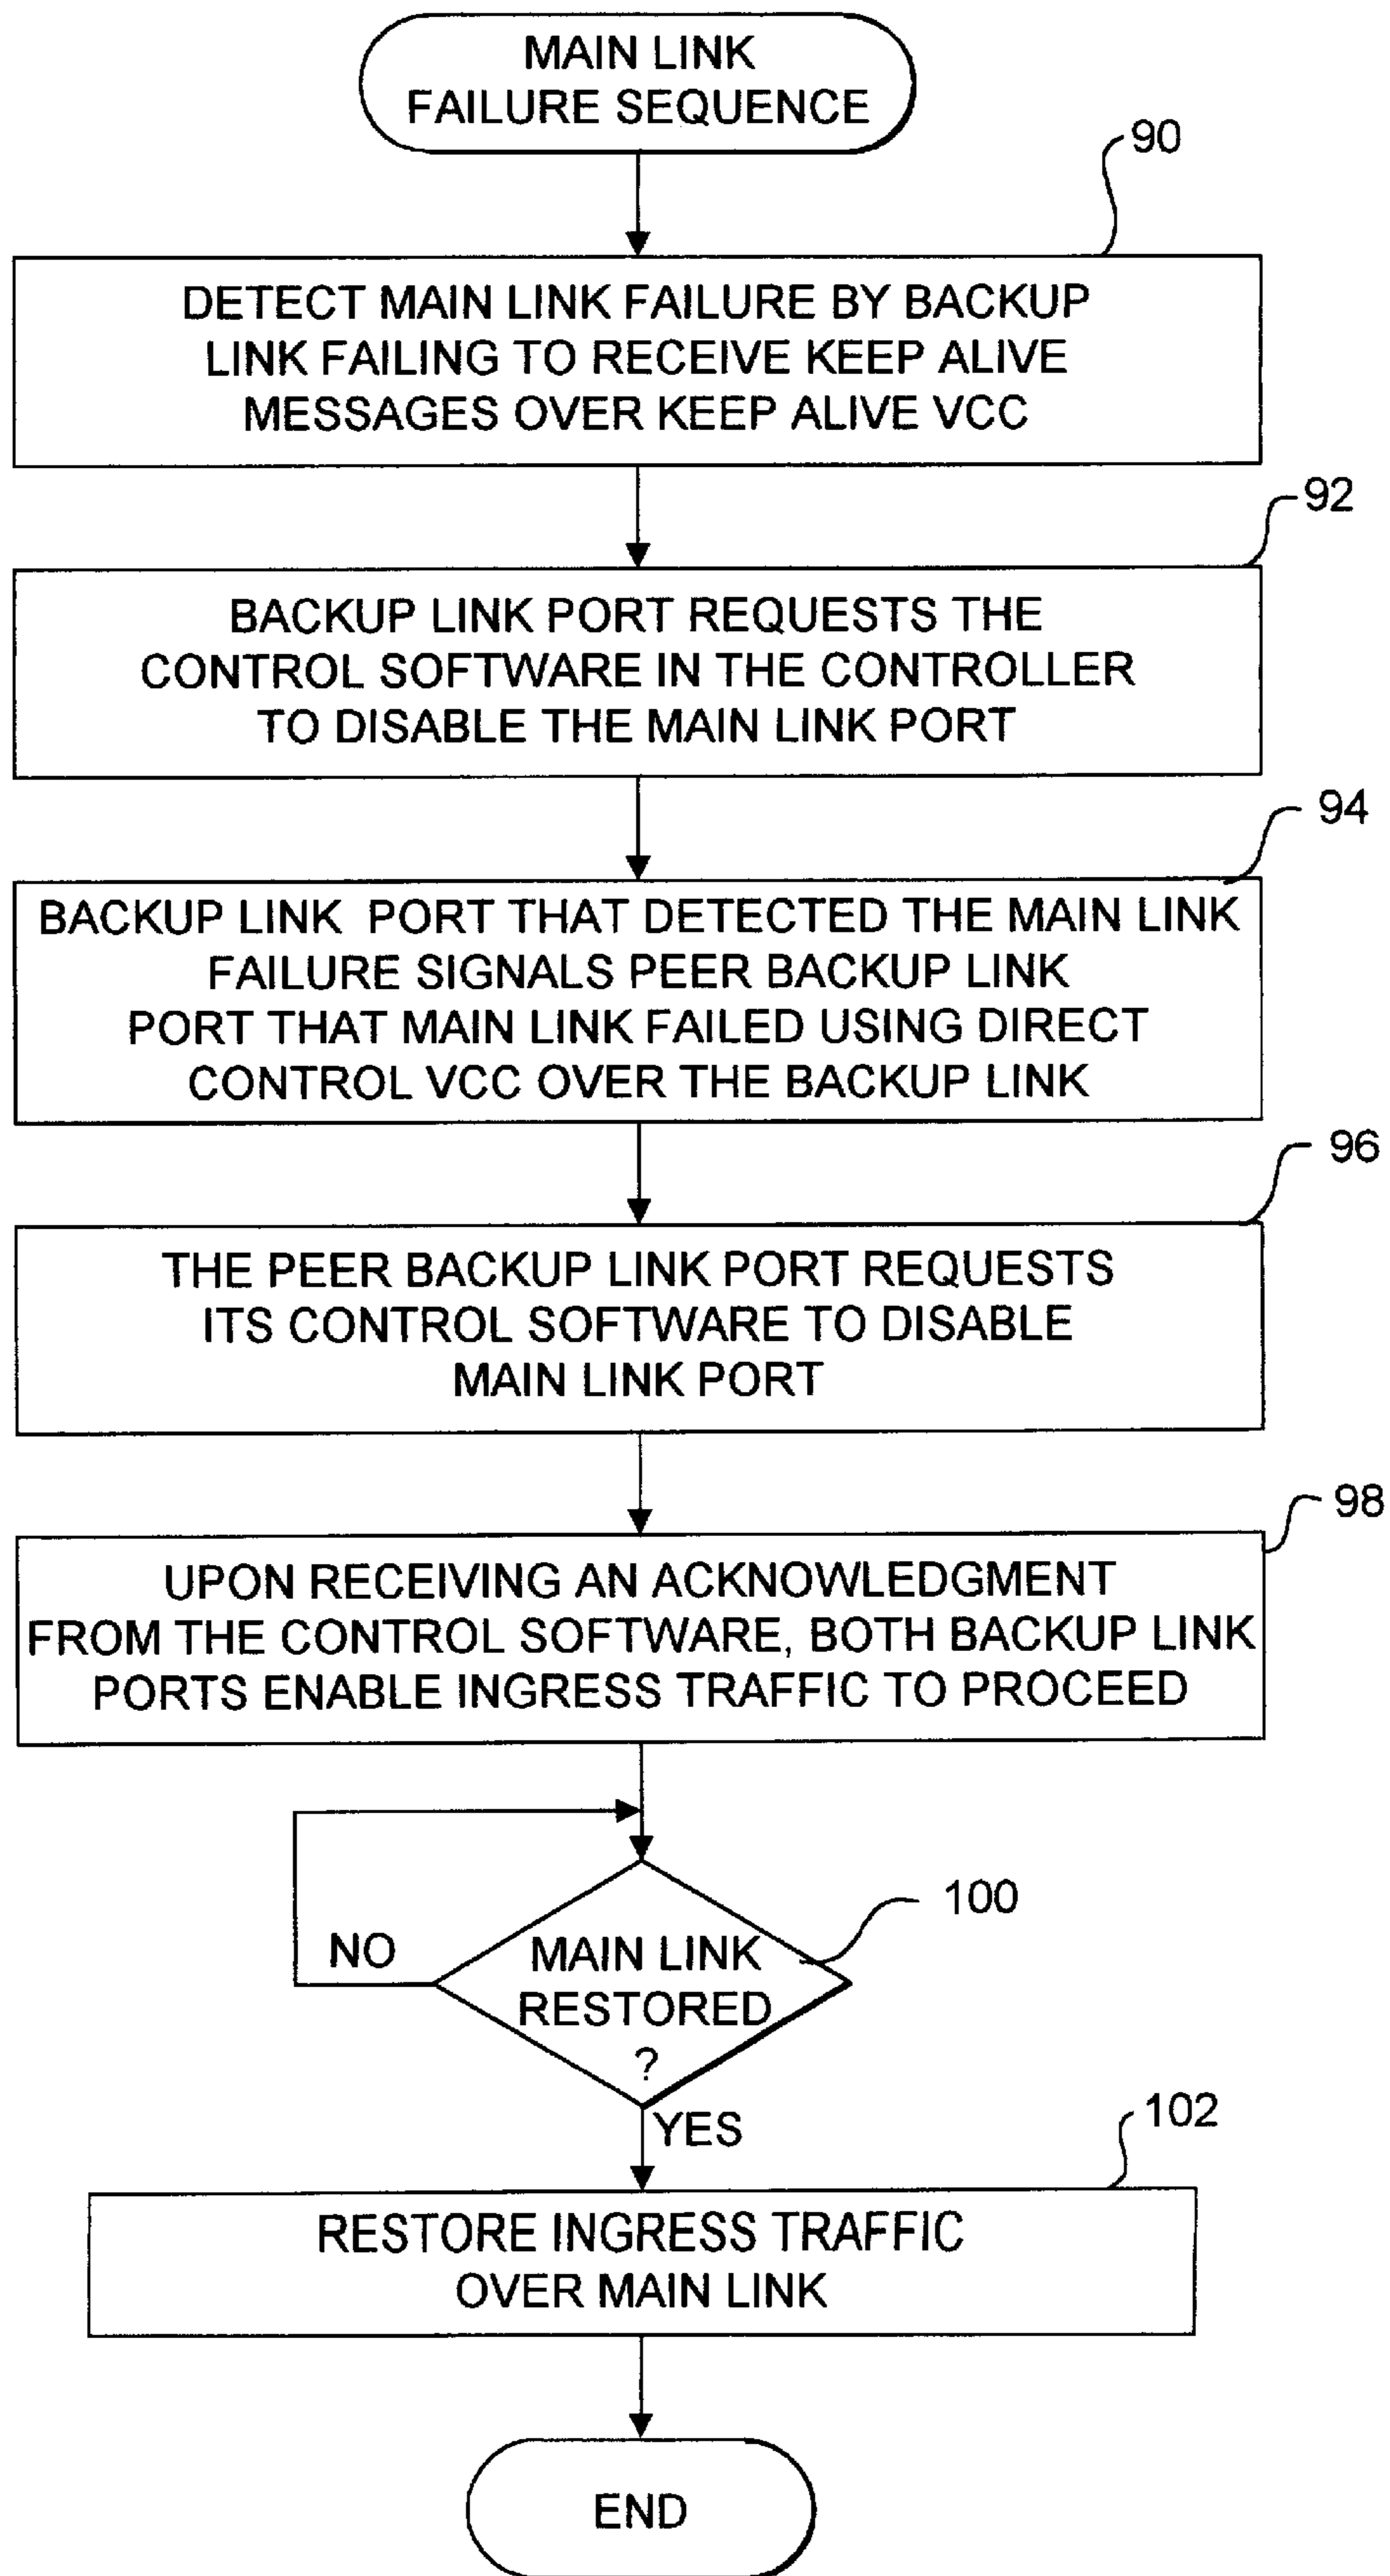 MAIN LINK
FAILURE SEQUENCE
90
DETECT MAIN LINK FAILURE BY BACKUP
LINK FAILING TO RECEIVE KEEP ALIVE
MESSAGES OVER KEEP ALIVE VCC
92
BACKUP LINK PORT REQUESTS THE
CONTROL SOFTWARE IN THE CONTROLLER
TO DISABLE THE MAIN LINK PORT
94
BACKUP LINK PORT THAT DETECTED THE MAIN LINK
FAILURE SIGNALS PEER BACKUP LINK
PORT THAT MAIN LINK FAILED USING DIRECT
CONTROL VCC OVER THE BACKUP LINK
96
THE PEER BACKUP LINK PORT REQUESTS
ITS CONTROL SOFTWARE TO DISABLE
MAIN LINK PORT
98
UPON RECEIVING AN ACKNOWLEDGMENT
FROM THE CONTROL SOFTWARE, BOTH BACKUP LINK
PORTS ENABLE INGRESS TRAFFIC TO PROCEED
100
NO
MAIN LINK
RESTORED
?
YES
102
RESTORE INGRESS TRAFFIC
OVER MAIN LINK
END